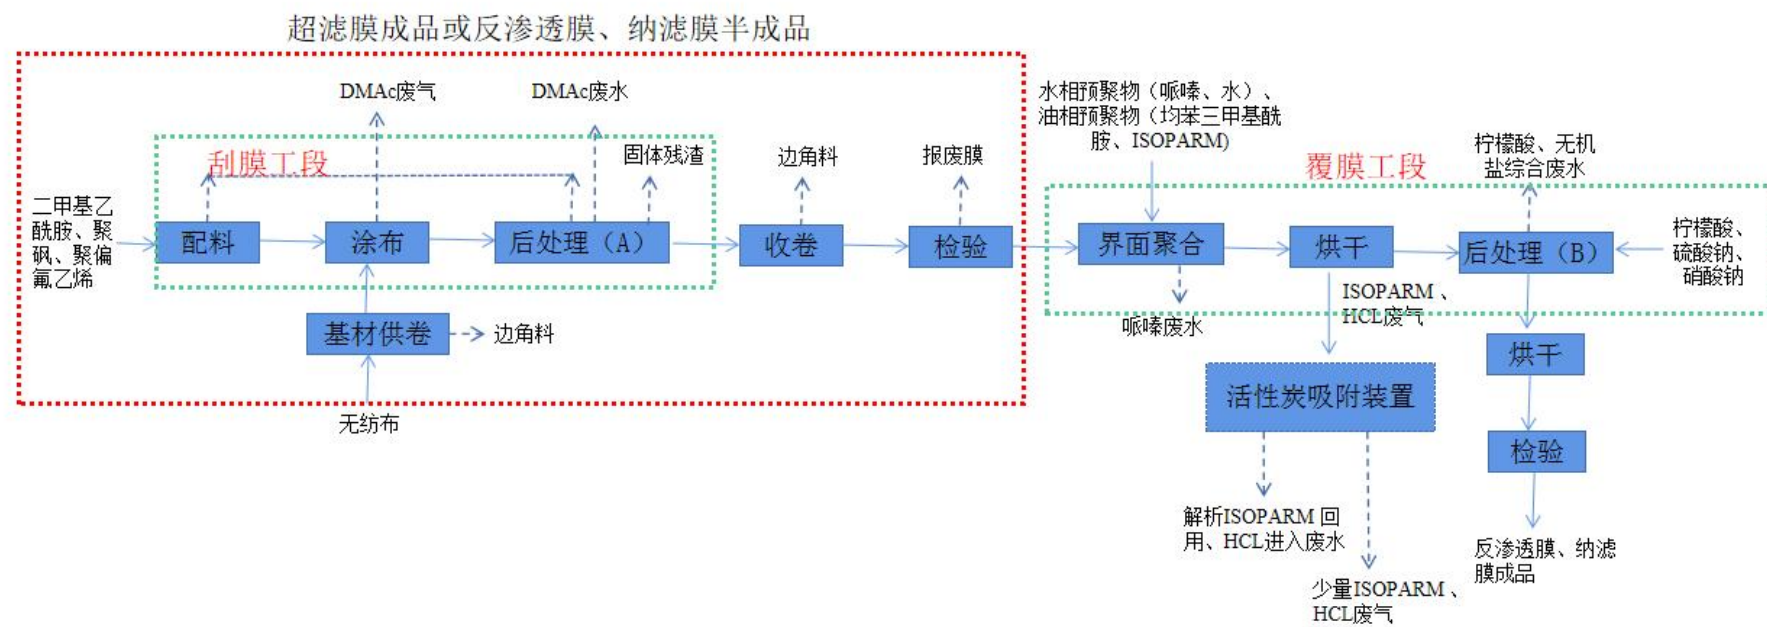 超滤膜成品或反渗透膜、纳滤膜半成品
DMAc废气
DMAc废水
刮膜工段
固体残渣
边角料
报废膜
二甲基乙
酰胺、聚
砜、聚偏
氟乙烯
配料
涂布
后处理（A）
收卷
检验
基材供卷
边角料
无纺布
水相预聚物（哌嗪、水）、
油相预聚物（均苯三甲基酰
胺、ISOPARM)
覆膜工段
柠檬酸、无机
盐综合废水
界面聚合
烘干
后处理（B）
柠檬酸、
硫酸钠、
硝酸钠
哌嗪废水
ISOPARM 、
HCL废气
活性炭吸附装置
烘干
检验
解析ISOPARM 回
用、HCL进入废水
少量ISOPARM 、
HCL废气
反渗透膜、纳滤
膜成品